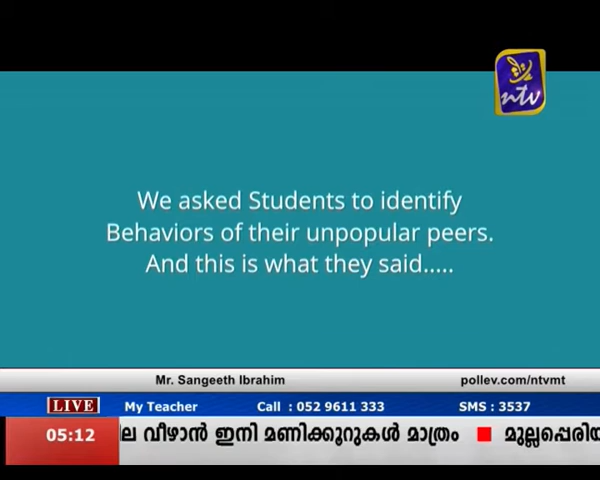 ntv
We asked Students to identify
Behaviors of their unpopular peers.
And this is what they said.....
Mr. Sangeeth Ibrahim pollev.com/ntvmt
LIVE My Teacher Call : 052 9611 333 SMS : 3537
05:12 ല വീഴാൻ ഇനി മണിക്കൂറുകൾ മാത്രം ■ മുല്ലപ്പെരിയ